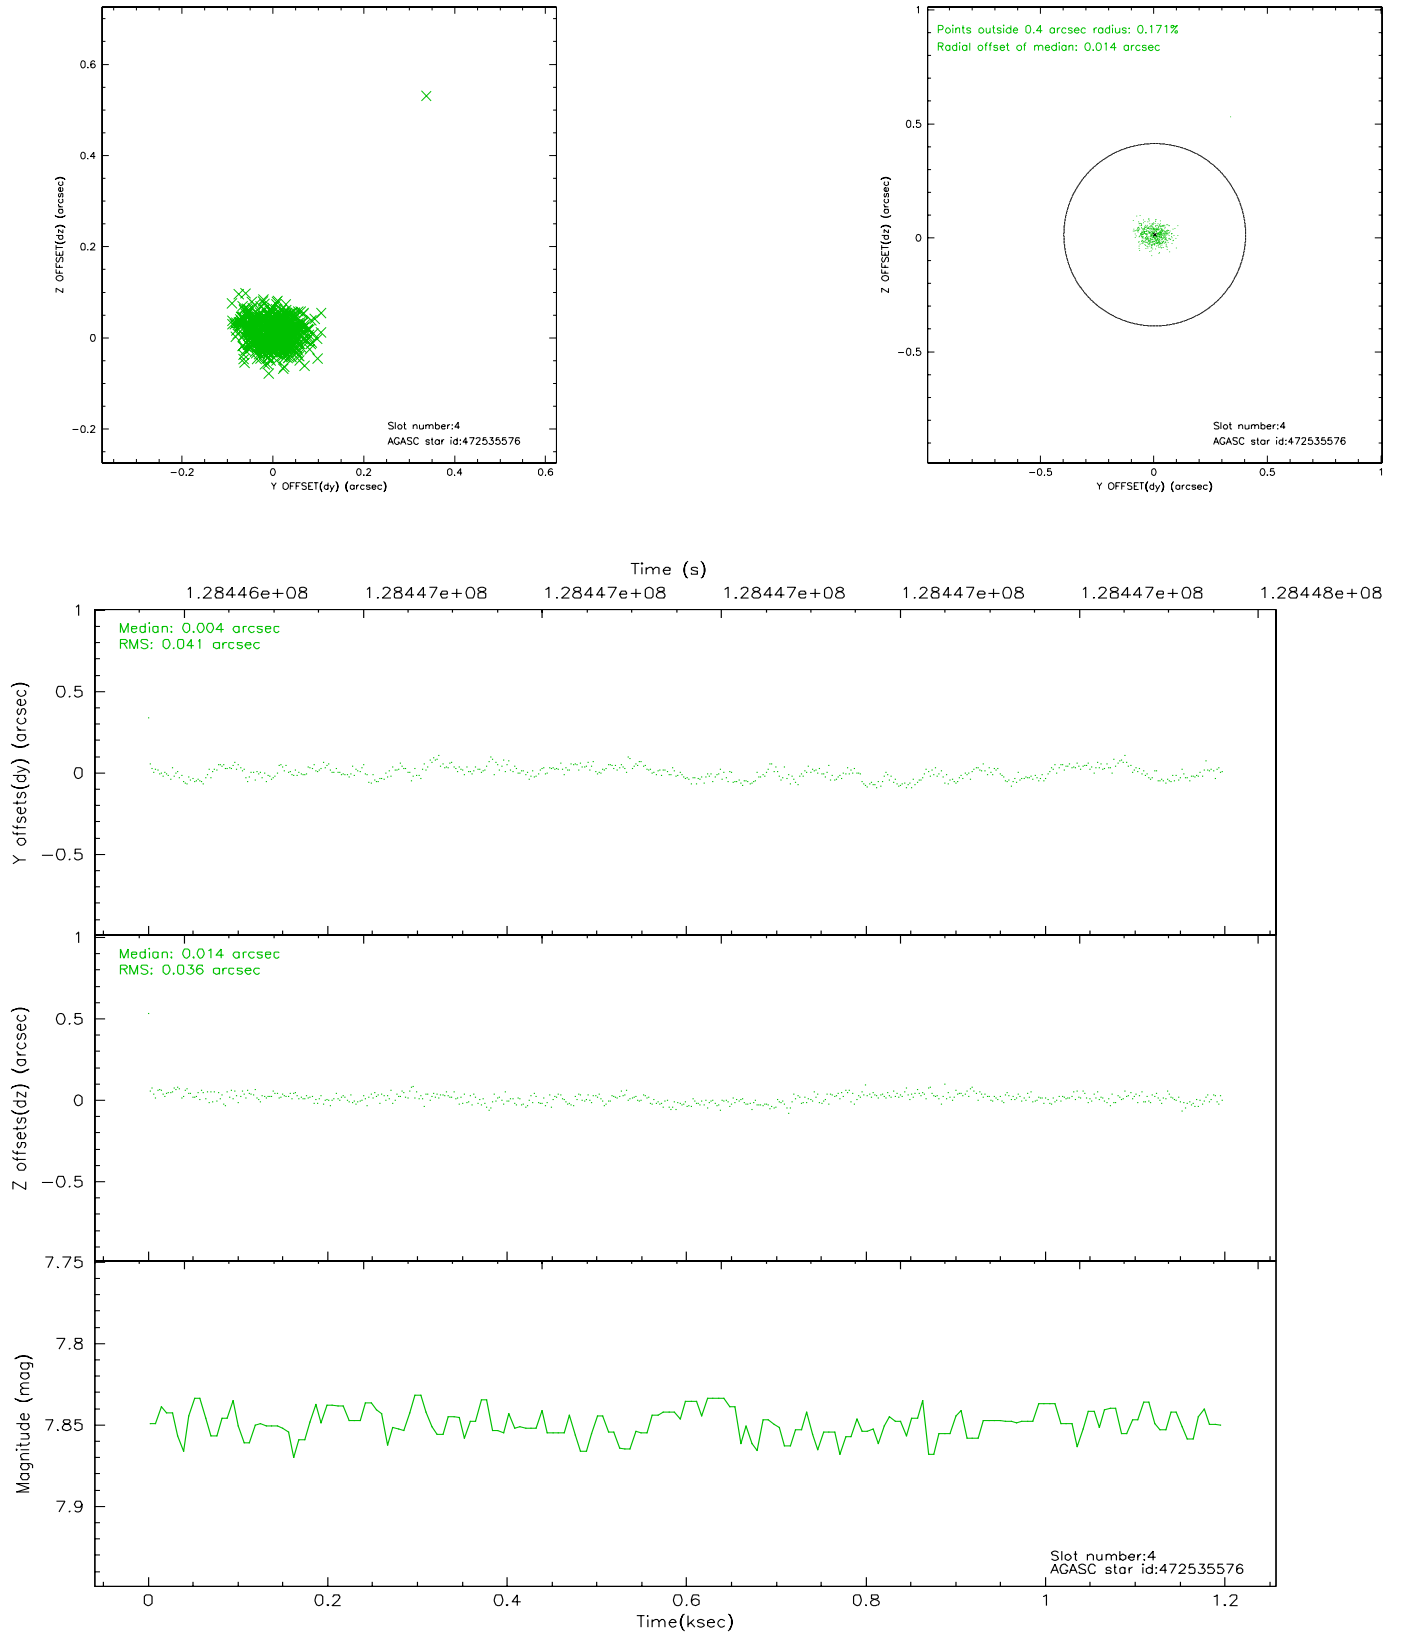 0.6
0.4
0.2
0
−0.2
Z OFFSET(dz) (arcsec)
Slot number:4
AGASC star id:472535576
−0.2 0 0.2 0.4 0.6
Y OFFSET(dy) (arcsec)
Points outside 0.4 arcsec radius: 0.171%
Radial offset of median: 0.014 arcsec
1
0.5
0
−0.5
Z OFFSET(dz) (arcsec)
Slot number:4
AGASC star id:472535576
−0.5 0 0.5 1
Y OFFSET(dy) (arcsec)
Time (s)
1.28446e+08 1.28447e+08 1.28447e+08 1.28447e+08 1.28447e+08 1.28447e+08 1.28448e+08
Median: 0.004 arcsec
RMS: 0.041 arcsec
1
0.5
0
−0.5
Y offsets(dy) (arcsec)
Median: 0.014 arcsec
RMS: 0.036 arcsec
1
0.5
0
−0.5
Z offsets(dz) (arcsec)
7.75
7.8
7.85
7.9
Magnitude (mag)
Slot number:4
AGASC star id:472535576
0 0.2 0.4 0.6 0.8 1 1.2
Time(ksec)